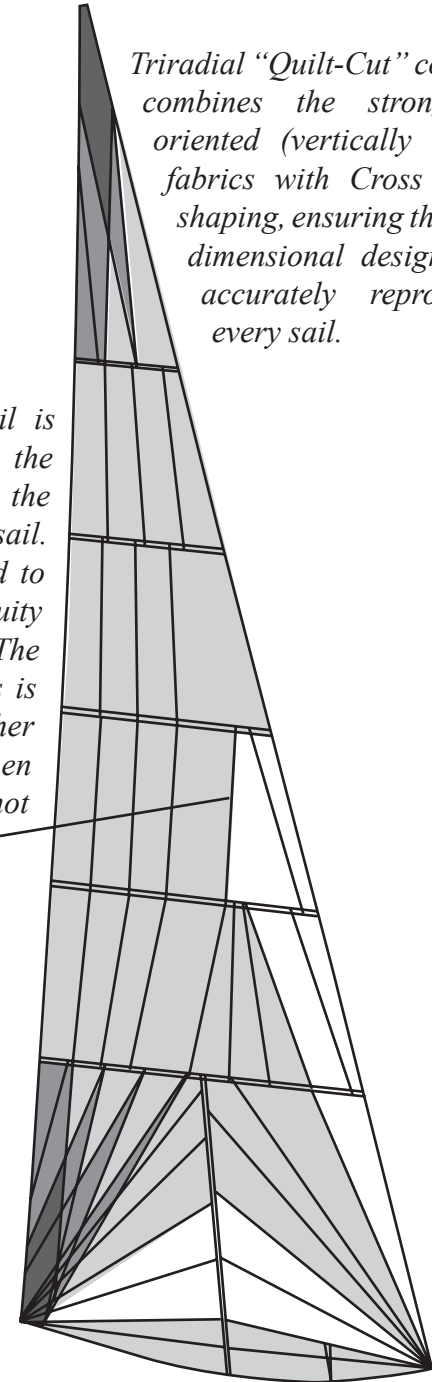 Triradial “Quilt-Cut” co
combines the stron
oriented (vertically
fabrics with Cross
shaping, ensuring th
dimensional design
accurately repro
every sail.
il is
the
the
sail.
d to
uity
The
s is
her
en
not